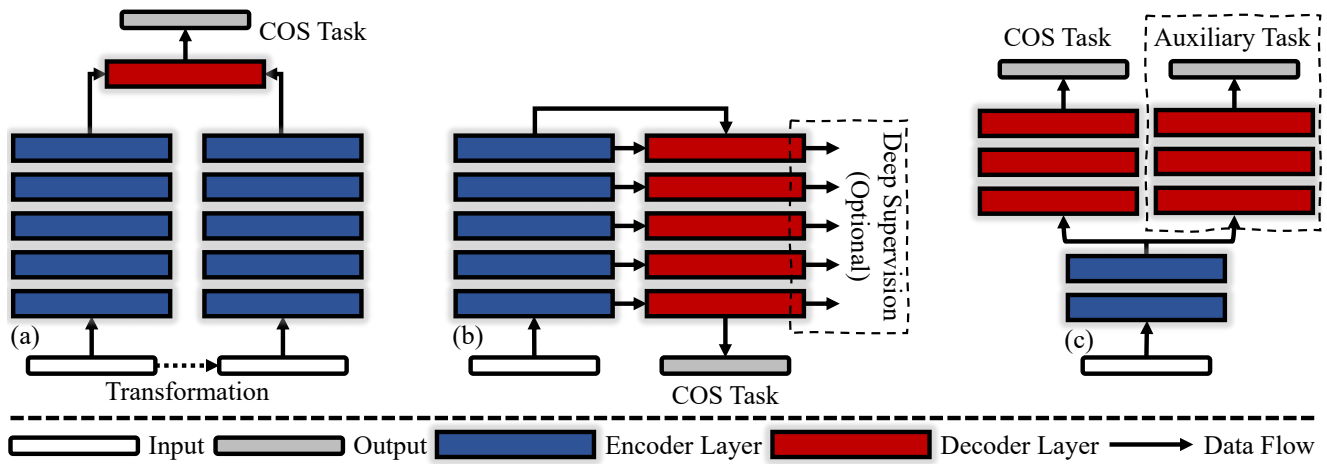 COS Task
(a)
Transformation
(b)
Deep Supervision
(Optional)
COS Task
COS Task
Auxiliary Task
(c)
Input
Output
Encoder Layer
Decoder Layer
Data Flow